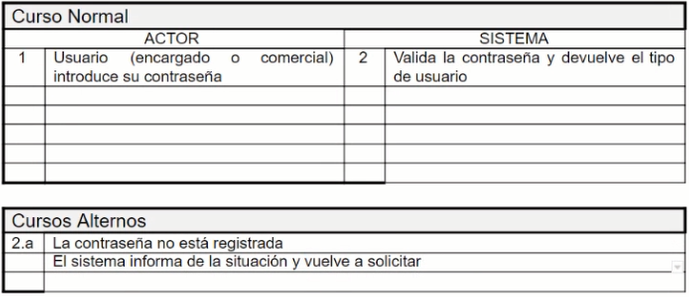 Curso Normal
ACTOR SISTEMA
1 Usuario (encargado o comercial) 2 Valida la contraseña y devuelve el tipo
introduce su contraseña de usuario
Cursos Alternos
2.a La contraseña no está registrada
El sistema informa de la situación y vuelve a solicitar